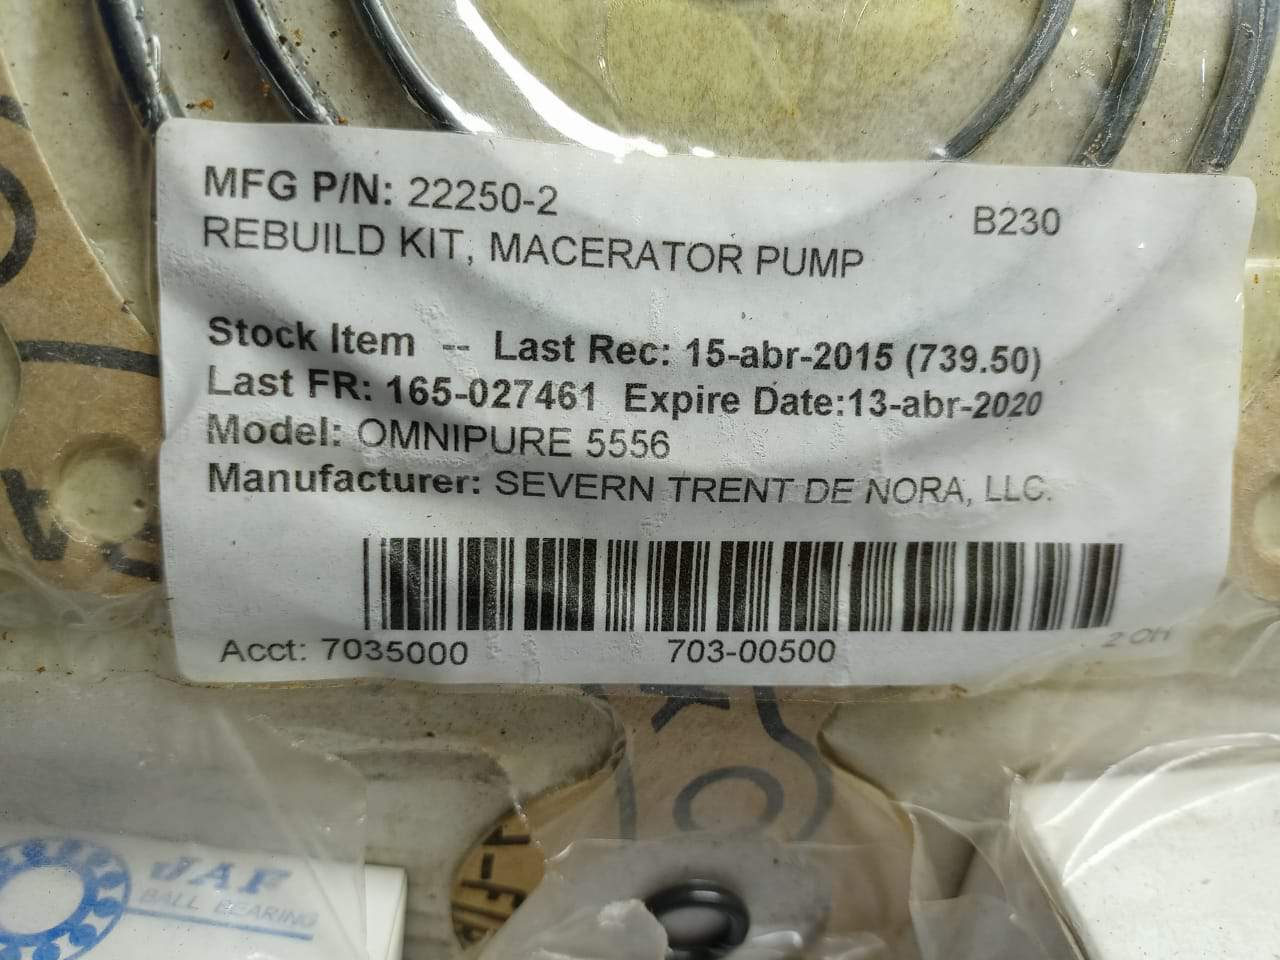 MFG P/N: 22250-2
B230
REBUILD KIT, MACERATOR PUMP
Stock Item -- Last Rec: 15-abr-2015 (739.50)
Last FR: 165-027461 Expire Date:13-abr-2020
Model: OMNIPURE 5556
Manufacturer: SEVERN TRENT DE NORA, LLC.
Acct: 7035000 703-00500
JAF
BALL BEARING